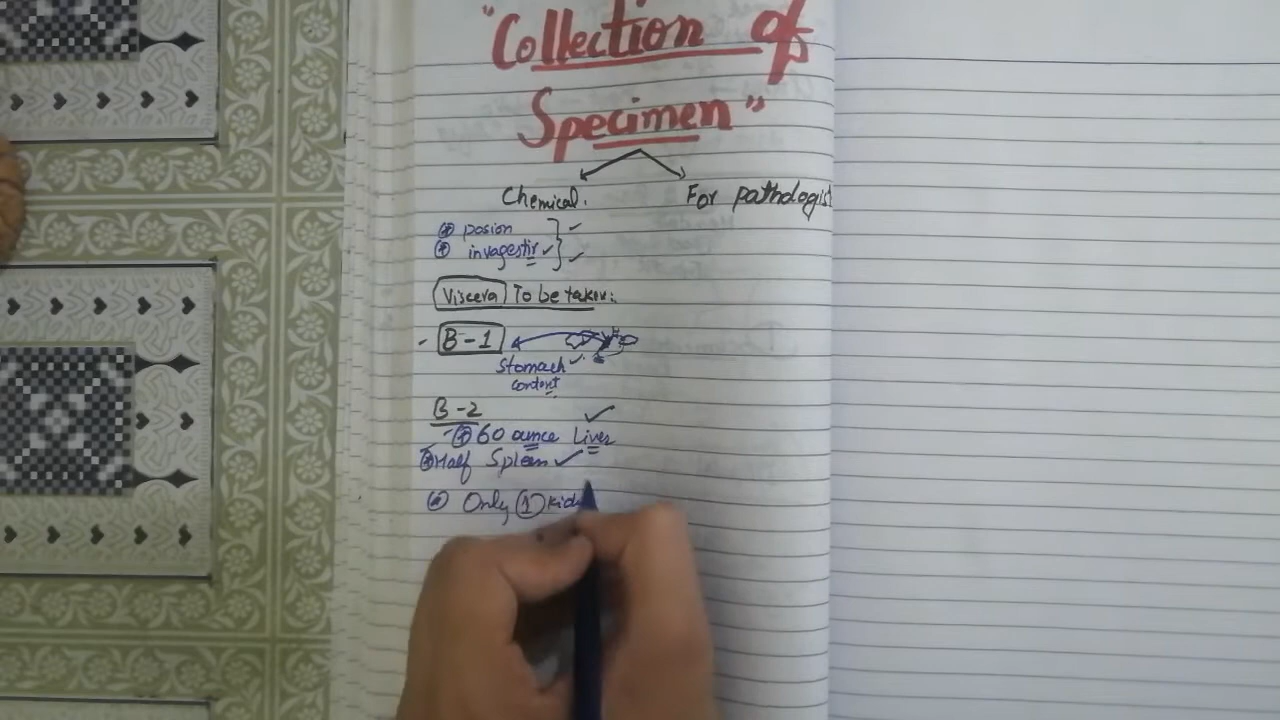 "Collection of
Specimen"
Chemical. For pathologist
posion
invagestir
Viscera To be taken:
- B-1
stomach
content
B-2
60 ounce Liver
Half Spleen
Only 1 kid